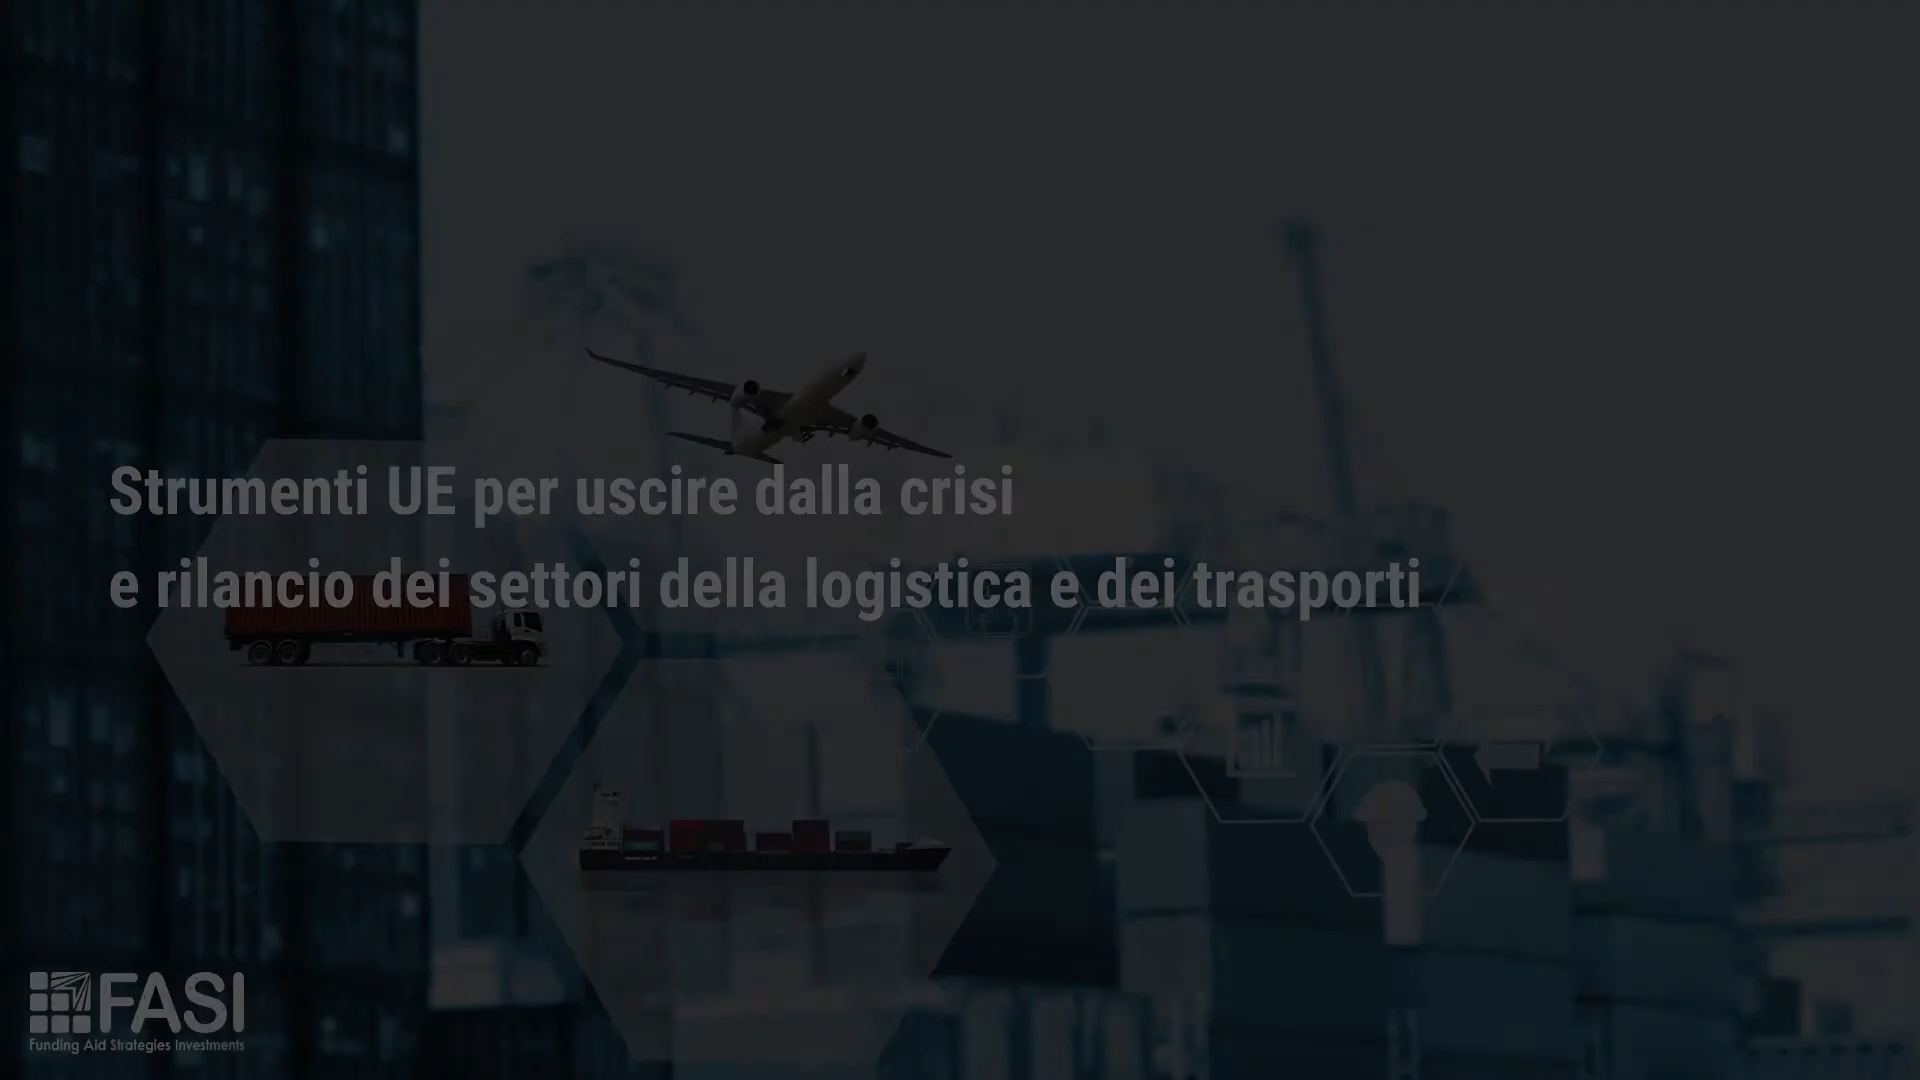 Strumenti UE per uscire dalla crisi
e rilancio dei settori della logistica e dei trasporti
FASI
Funding Aid Strategies Investments